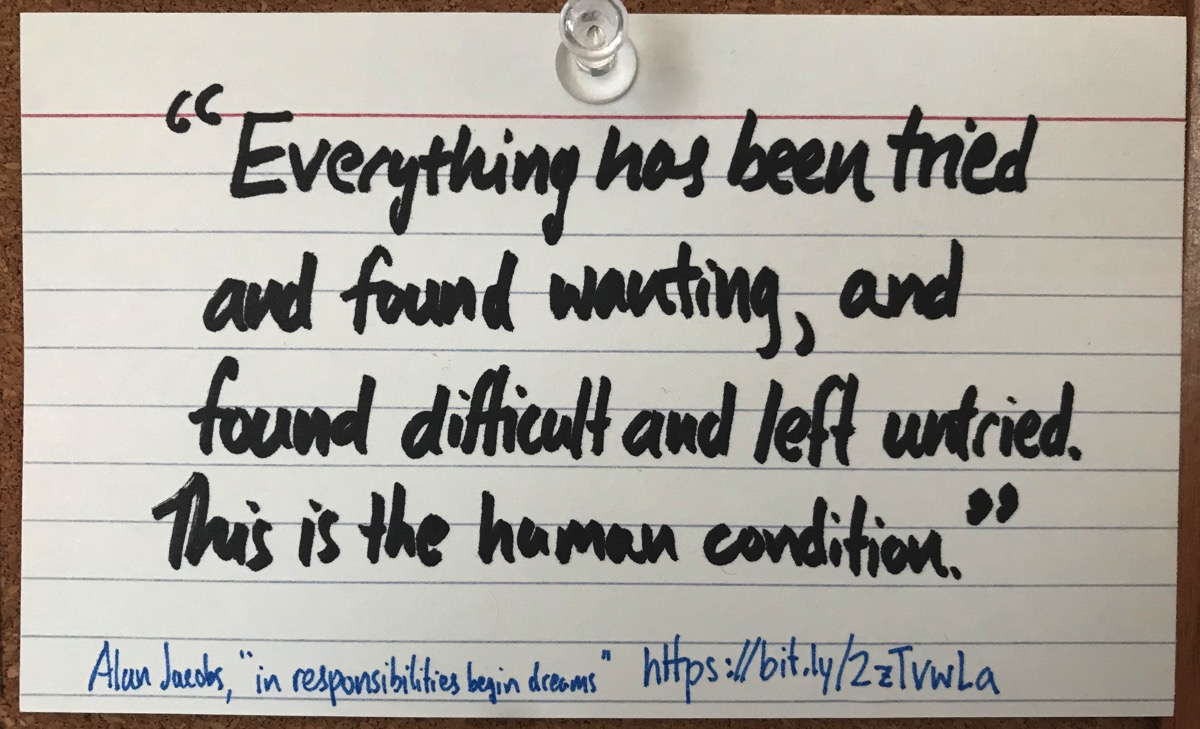 “Everything has been tried
and found wanting, and
found difficult and left untried.
This is the human condition.”
Alan Jacobs, "in responsibilities begin dreams" https://bit.ly/2zTvwLa